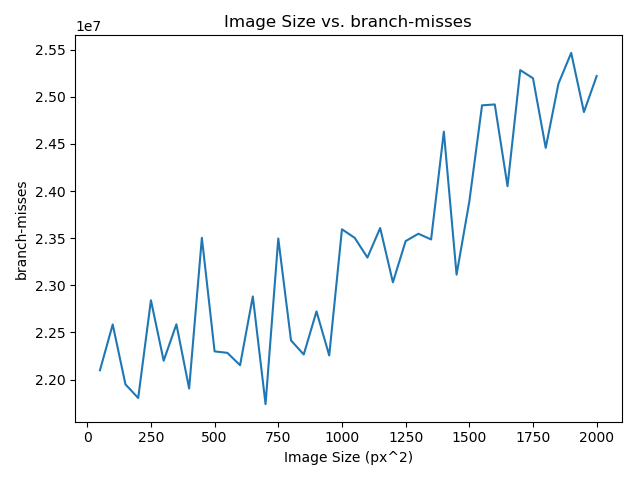 Image Size vs. branch-misses
1e7
2.55
2.50
2.45
2.40
2.35
2.30
2.25
2.20
branch-misses
0 250 500 750 1000 1250 1500 1750 2000
Image Size (px^2)